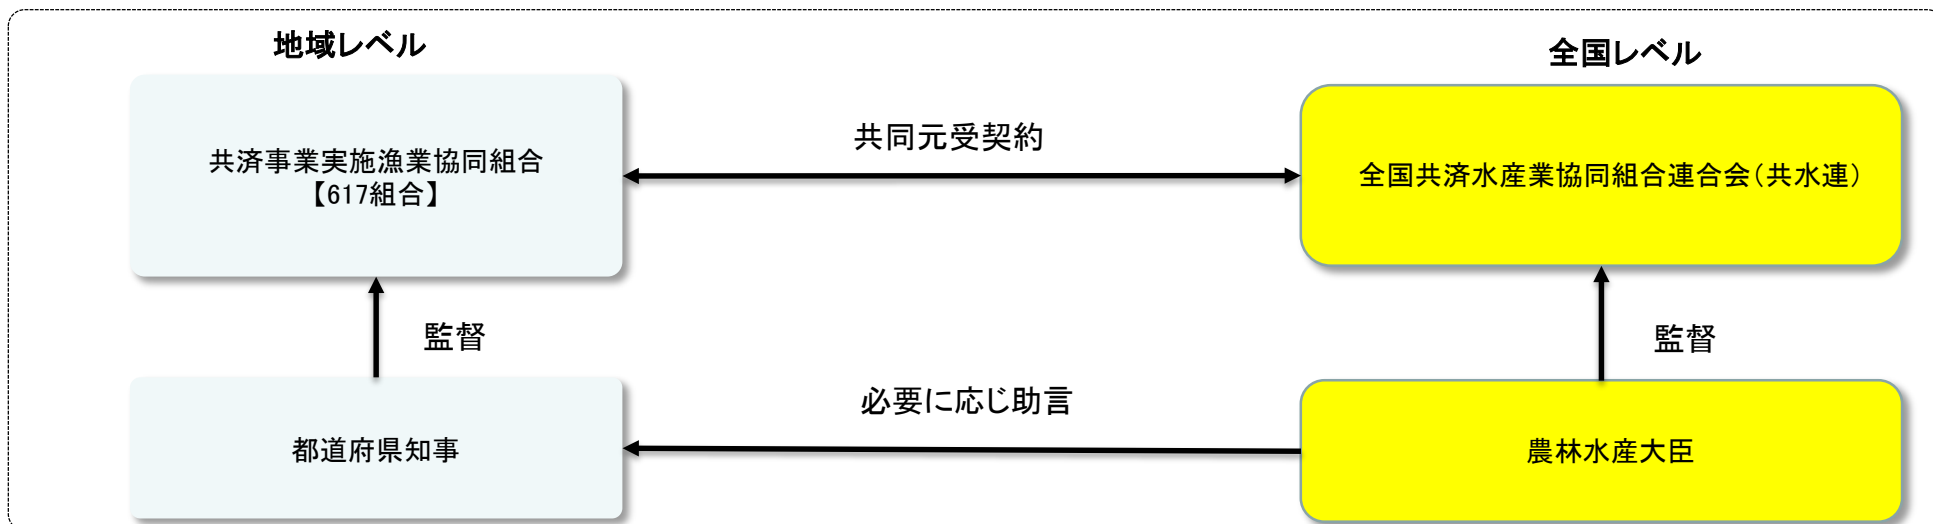 地域レベル
全国レベル
共済事業実施漁業協同組合
【617組合】
共同元受契約
全国共済水産業協同組合連合会(共水連)
監督
監督
都道府県知事
必要に応じ助言
農林水産大臣